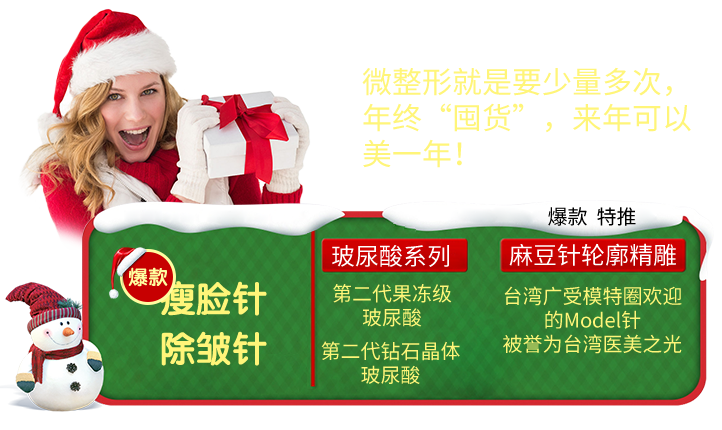 微整形就是要少量多次，
年终“囤货”，来年可以
美一年！
爆款 特推
爆款
瘦脸针
除皱针
玻尿酸系列
第二代果冻级
玻尿酸
第二代钻石晶体
玻尿酸
麻豆针轮廓精雕
台湾广受模特圈欢迎
的Model针
被誉为台湾医美之光